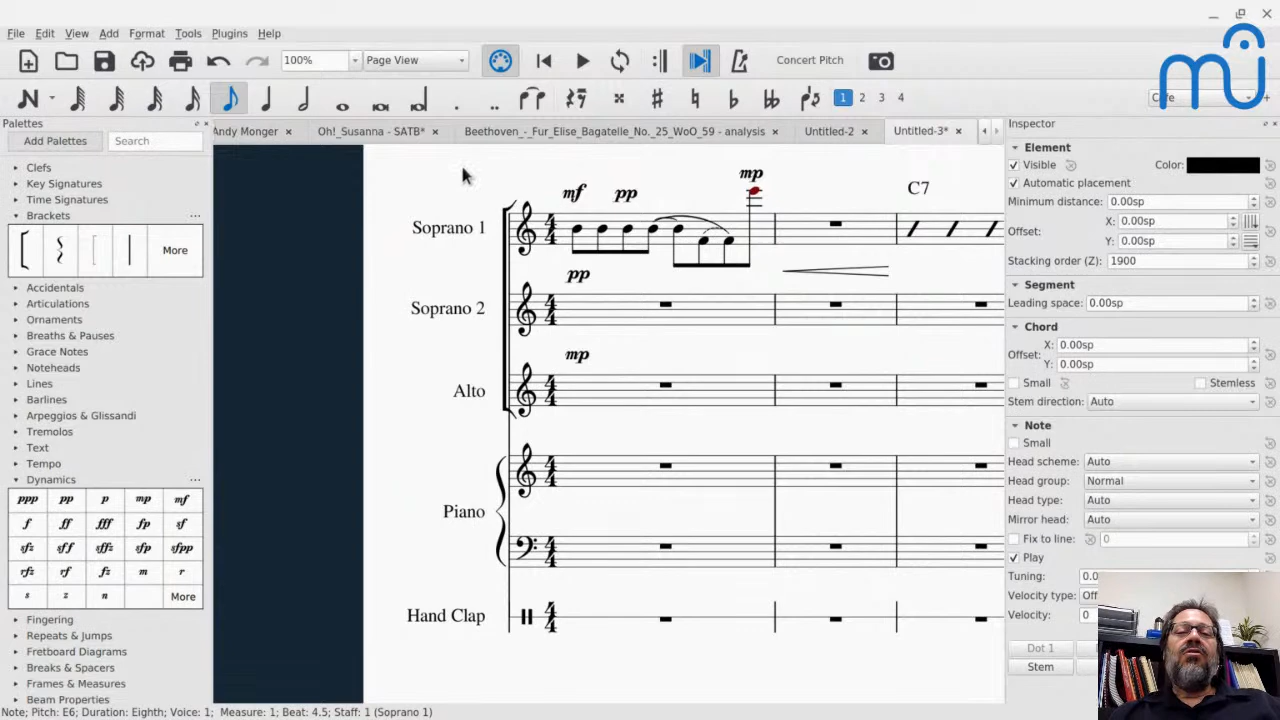 File Edit View Add Format Tools Plugins Help
100% Page View Concert Pitch
1 2 3 4
Palettes
Andy Monger Oh!_Susanna - SATB* Beethoven_-_Fur_Elise_Bagatelle_No._25_WoO_59 - analysis Untitled-2 Untitled-3*
Add Palettes Search
Clefs
Key Signatures
Time Signatures
Brackets
More
Accidentals
Articulations
Ornaments
Breaths & Pauses
Grace Notes
Noteheads
Lines
Barlines
Arpeggios & Glissandi
Tremolos
Text
Tempo
Dynamics
ppp pp p mp mf
f ff fff fp sf
sfz sff sffz sfp sfpp
rfz rf fz m r
s z n More
Fingering
Repeats & Jumps
Fretboard Diagrams
Breaks & Spacers
Frames & Measures
Beam Properties
mf pp mp C7
Soprano 1
pp
Soprano 2
mp
Alto
Piano
Hand Clap
Inspector
Element
Visible Color:
Automatic placement
Minimum distance: 0.00sp
Offset: X: 0.00sp
Y: 0.00sp
Stacking order (Z): 1900
Segment
Leading space: 0.00sp
Chord
Offset: X: 0.00sp
Y: 0.00sp
Small Stemless
Stem direction: Auto
Note
Small
Head scheme: Auto
Head group: Normal
Head type: Auto
Mirror head: Auto
Fix to line: 0
Play
Tuning: 0.0
Velocity type: Off
Velocity: 0
Dot 1
Stem
Note; Pitch: E6; Duration: Eighth; Voice: 1; Measure: 1; Beat: 4.5; Staff: 1 (Soprano 1)